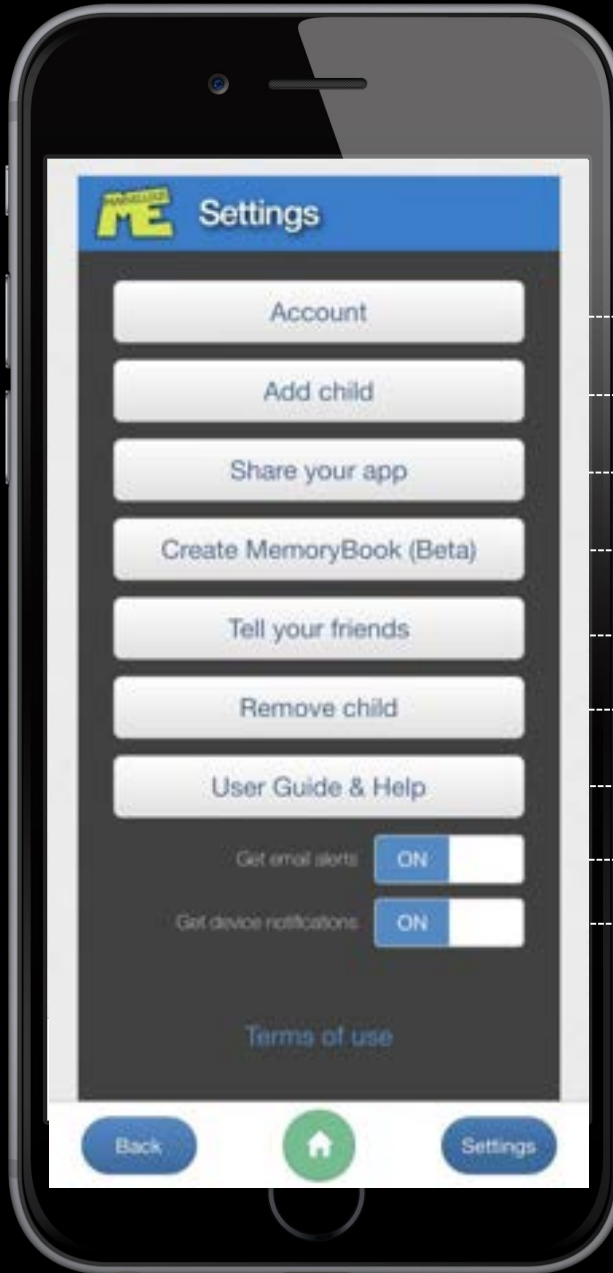 MARVELLOUS
ME
Settings
Account
Add child
Share your app
Create MemoryBook (Beta)
Tell your friends
Remove child
User Guide & Help
Get email alerts ON
Get device notifications ON
Terms of use
Back
Settings